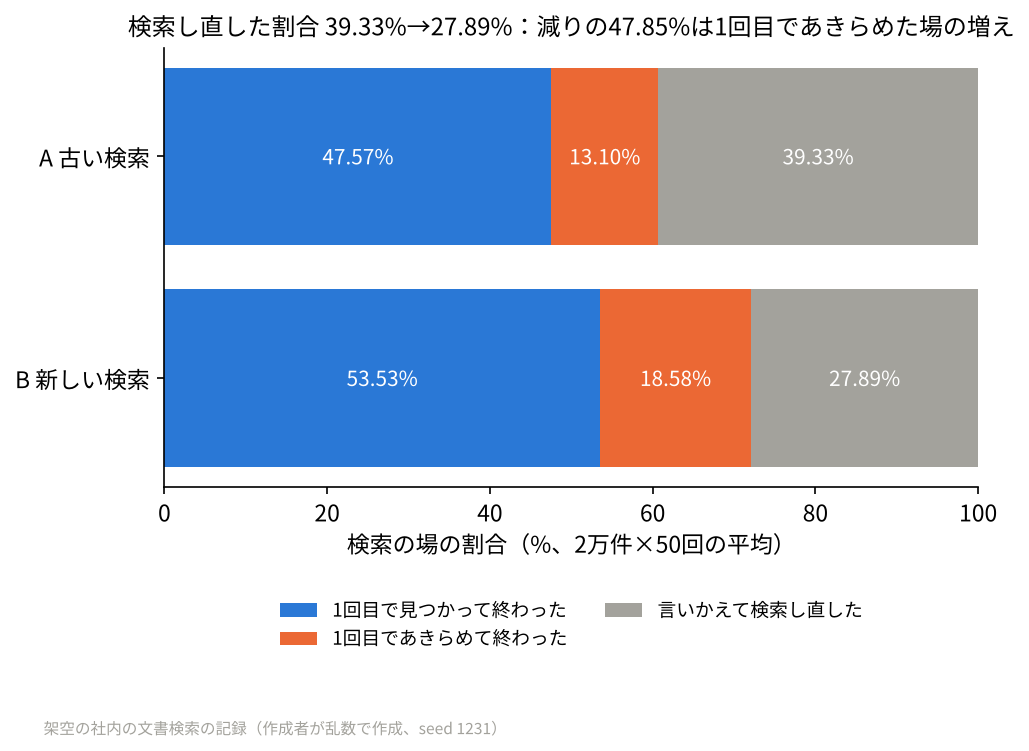 検索し直した割合 39.33%→27.89%：減りの47.85%は1回目であきらめた場の増え
A 古い検索
47.57%
13.10%
39.33%
B 新しい検索
53.53%
18.58%
27.89%
0
20
40
60
80
100
検索の場の割合（%、2万件×50回の平均）
1回目で見つかって終わった
言いかえて検索し直した
1回目であきらめて終わった
架空の社内の文書検索の記録（作成者が乱数で作成、seed 1231）